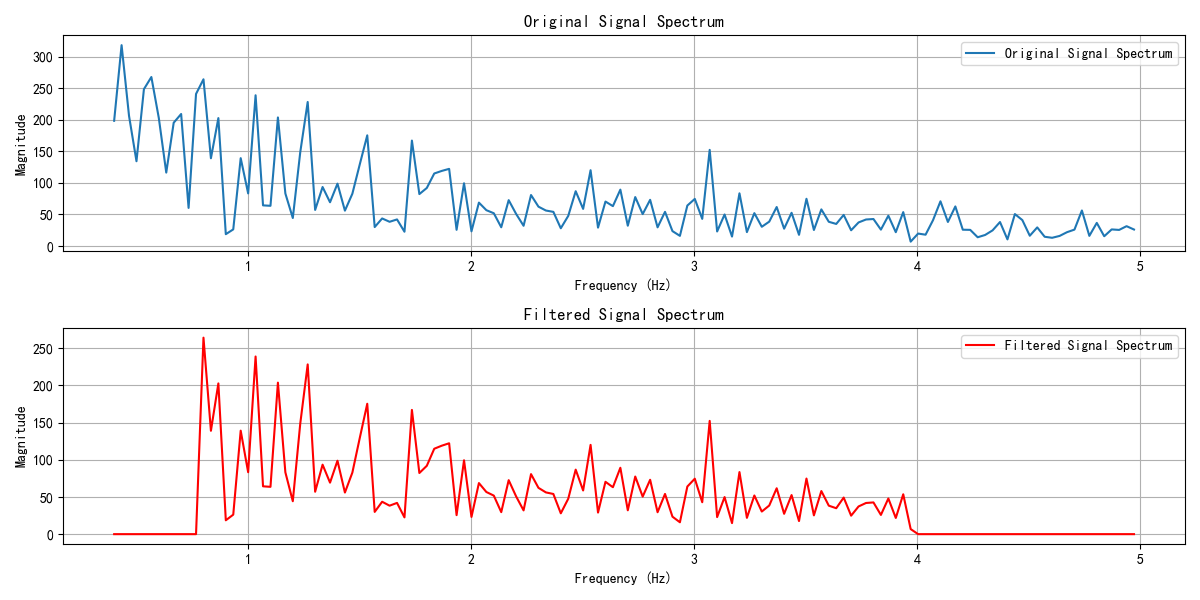 Original Signal Spectrum
Original Signal Spectrum
300
250
200
150
100
50
0
Magnitude
1 2 3 4 5
Frequency (Hz)
Filtered Signal Spectrum
Filtered Signal Spectrum
250
200
150
100
50
0
Magnitude
1 2 3 4 5
Frequency (Hz)